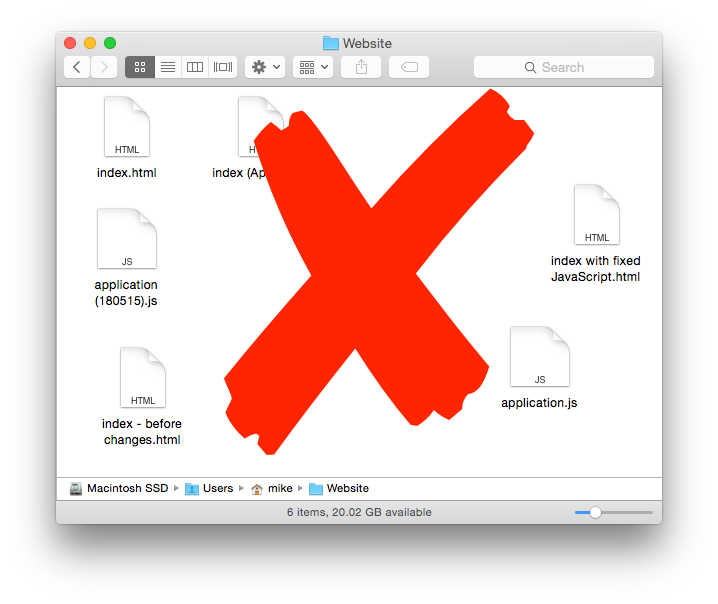 Website
Search
HTML
index.html
H
index (Ap
HTML
index with fixed
JavaScript.html
JS
application
(180515).js
JS
application.js
HTML
index - before
changes.html
Macintosh SSD Users mike Website
6 items, 20.02 GB available